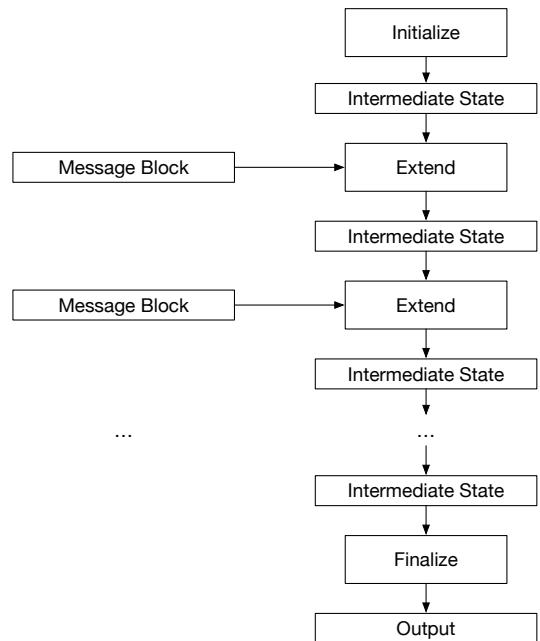 Initialize
Intermediate State
Message Block
Extend
Intermediate State
Message Block
Extend
Intermediate State
...
...
Intermediate State
Finalize
Output